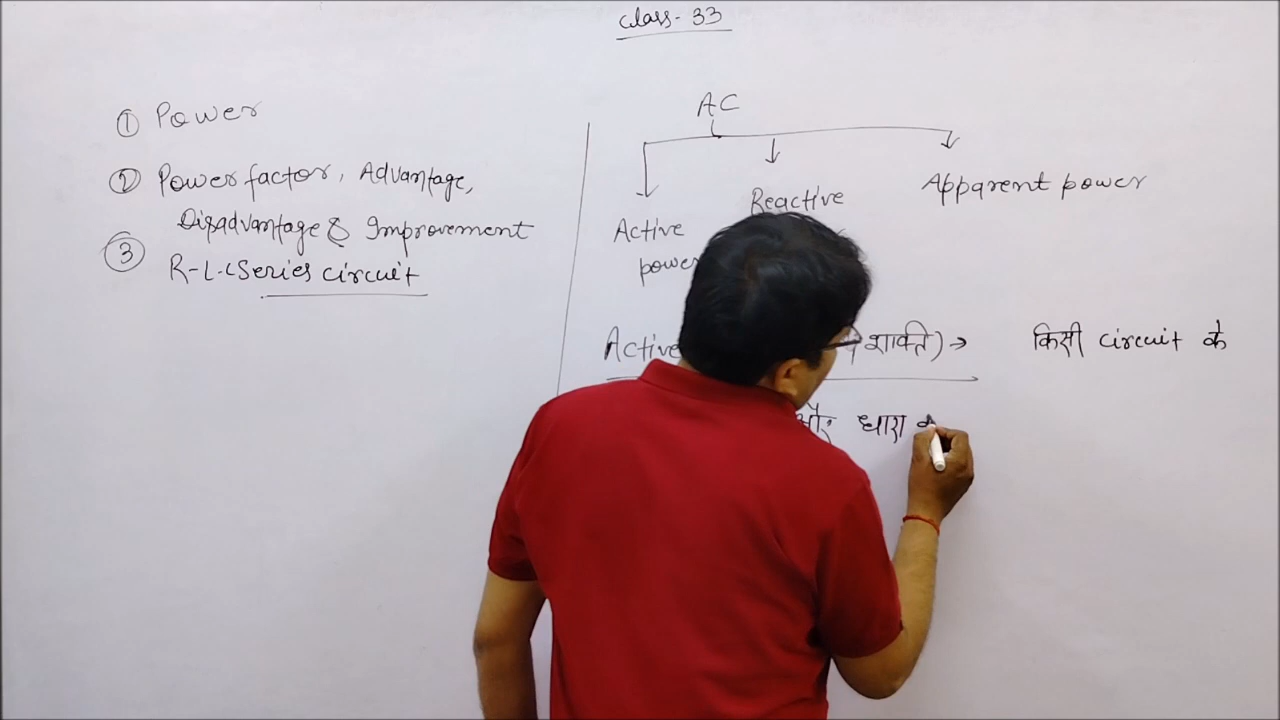 Class- 33
① Power
② Power factor, Advantage,
Disadvantage & Improvement
③ R-L-C Series circuit
AC
Active power
Reactive
Apparent power
Active शक्ति) → किसी circuit के
और धारा